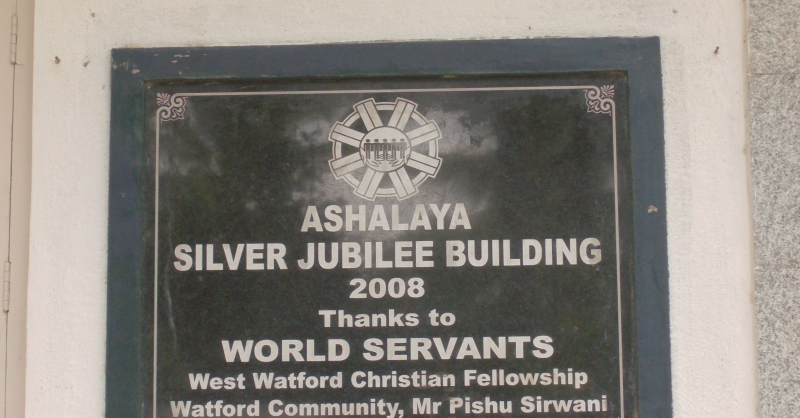 ASHALAYA
SILVER JUBILEE BUILDING
2008
Thanks to
WORLD SERVANTS
West Watford Christian Fellowship
Watford Community, Mr Pishu Sirwani